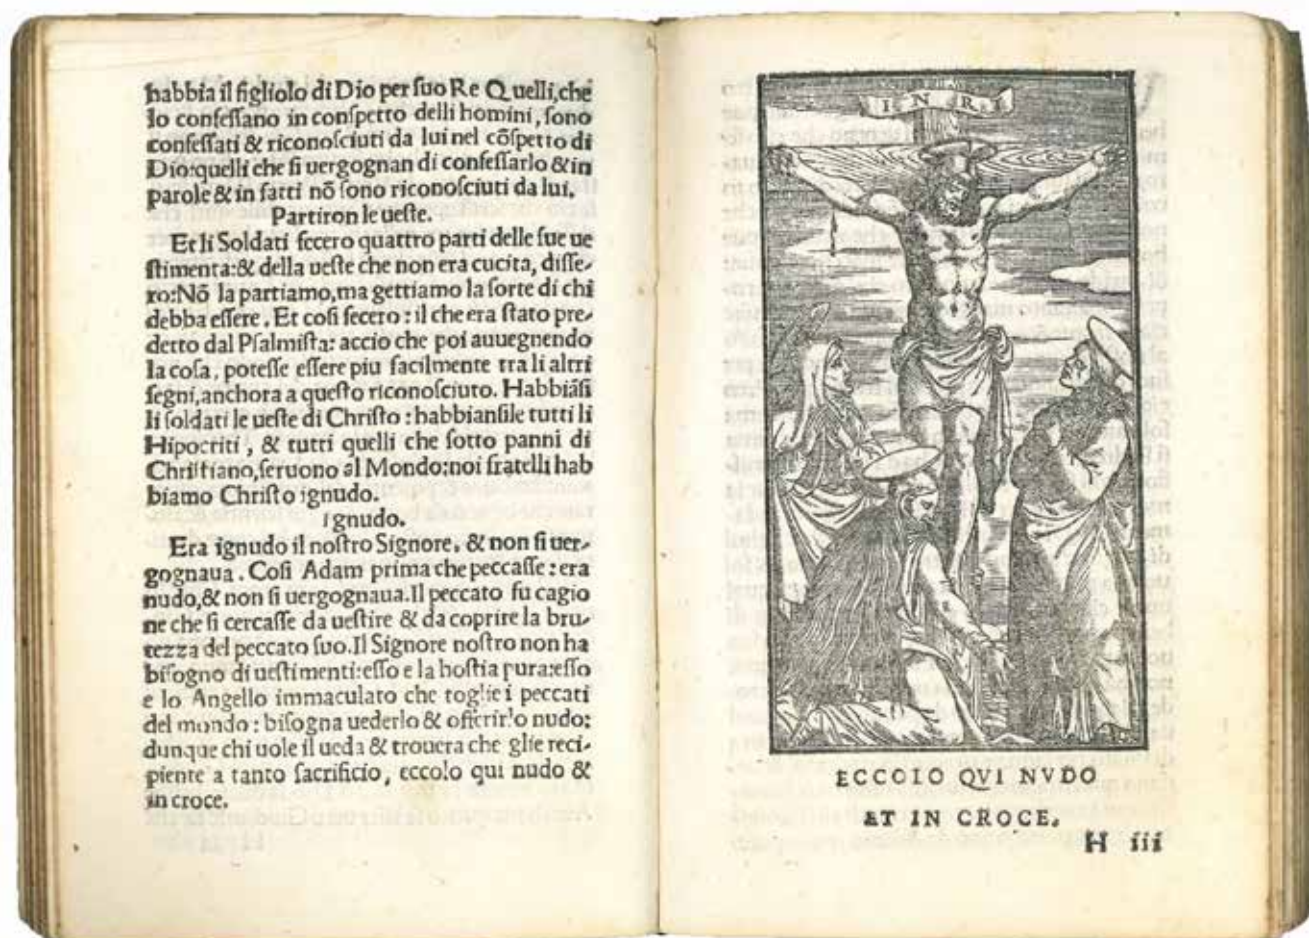 habbia il figliolo di Dio per ſuo Re Quelli,che
lo confeſſano in conſpetto delli homini, ſono
confeſſati & riconoſciuti da lui nel cõſpetto di
Dio:quelli che ſi uergognan di confeſſarlo & in
parole & in fatti nõ ſono riconoſciuti da lui.
Partiron le ueſte.
Et li Soldati fecero quattro parti delle ſue ue
ſtimenta:& della ueſte che non era cucita, diſſe-
ro:Nõ la partiamo,ma gettiamo la ſorte di chi
debba eſſere. Et coſi fecero: il che era ſtato pre-
detto dal Pſalmiſta: accio che poi auuegnendo
la coſa, poteſſe eſſere piu facilmente tra li altri
ſegni,anchora a queſto riconoſciuto. Habbiãſi
li ſoldati le ueſte di Chriſto: habbianſile tutti li
Hipocriti, & tutti quelli che ſotto panni di
Chriſtiano,ſeruono al Mondo:noi fratelli hab
biamo Chriſto ignudo.
ignudo.
Era ignudo il noſtro Signore, & non ſi uer-
gognaua. Coſi Adam prima che peccaſſe: era
nudo,& non ſi uergognaua.Il peccato fu cagio
ne che ſi cercaſſe da ueſtire & da coprire la bru-
tezza del peccato ſuo.Il Signore noſtro non ha
biſogno di ueſtimenti:eſſo e la hoſtia pura:eſſo
e lo Angello immaculato che toglie i peccati
del mondo: biſogna uederlo & offerirlo nudo:
dunque chi uole il ueda & trouera che glie reci-
piente a tanto ſacrificio, eccolo qui nudo &
in croce.
I N R I
ECCOLO QVI NVDO
ET IN CROCE.
H iii